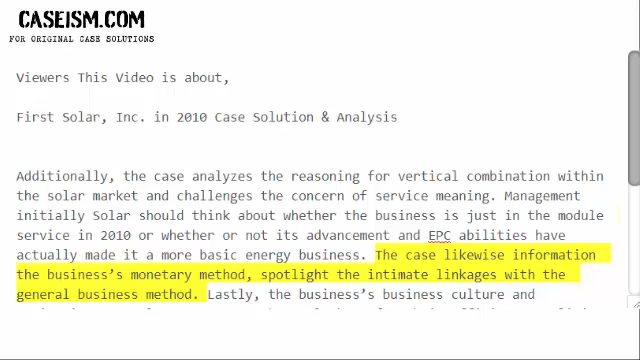 CASEISM.COM
FOR ORIGINAL CASE SOLUTIONS
Viewers This Video is about,
First Solar, Inc. in 2010 Case Solution & Analysis
Additionally, the case analyzes the reasoning for vertical combination within
the solar market and challenges the concern of service meaning. Management
initially Solar should think about whether the business is just in the module
service in 2010 or whether or not its advancement and EPC abilities have
actually made it a more basic energy business. The case likewise information
the business's monetary method, spotlight the intimate linkages with the
general business method. Lastly, the business's business culture and